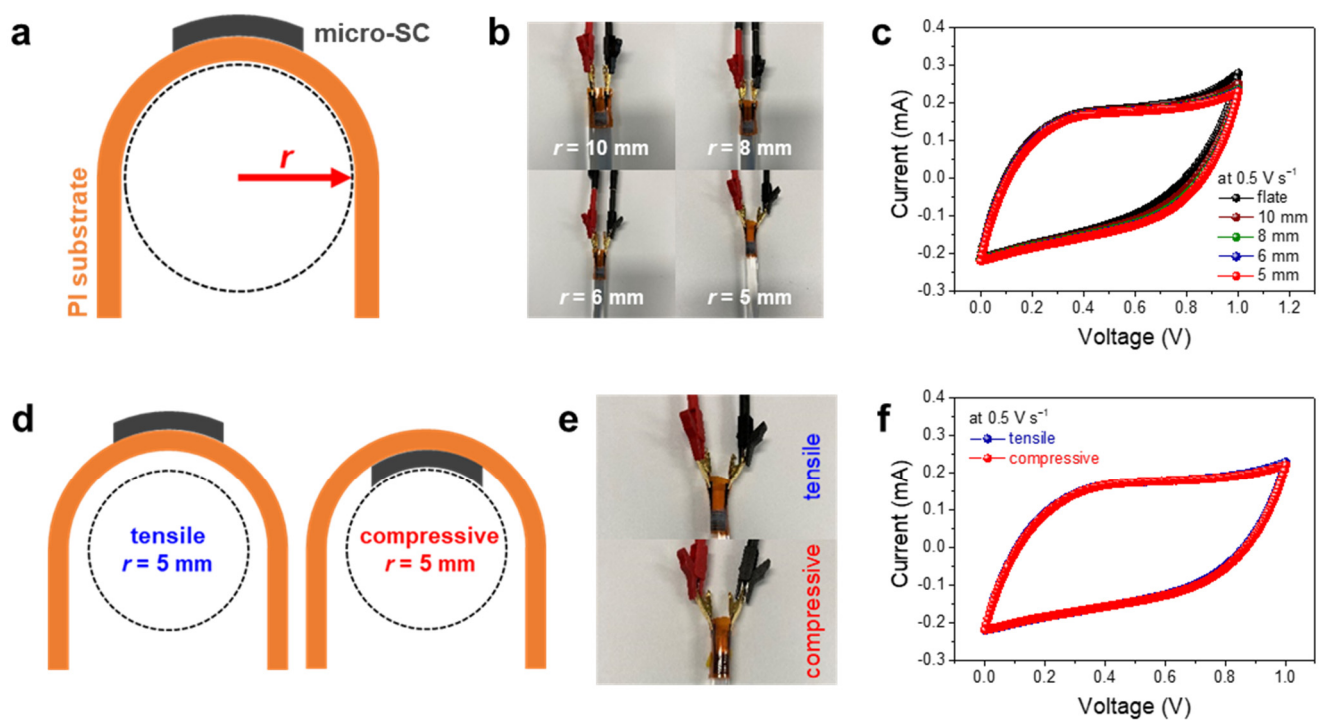 a
micro-SC
r
PI substrate
b
r = 10 mm
r = 8 mm
r = 6 mm
r = 5 mm
c
0.4
0.3
0.2
0.1
0.0
-0.1
-0.2
-0.3
Current (mA)
at 0.5 V s⁻¹
flate
10 mm
8 mm
6 mm
5 mm
0.0 0.2 0.4 0.6 0.8 1.0 1.2
Voltage (V)
d
tensile
r = 5 mm
compressive
r = 5 mm
e
tensile
compressive
f
0.4
0.3
0.2
0.1
0.0
-0.1
-0.2
-0.3
Current (mA)
at 0.5 V s⁻¹
tensile
compressive
0.0 0.2 0.4 0.6 0.8 1.0
Voltage (V)